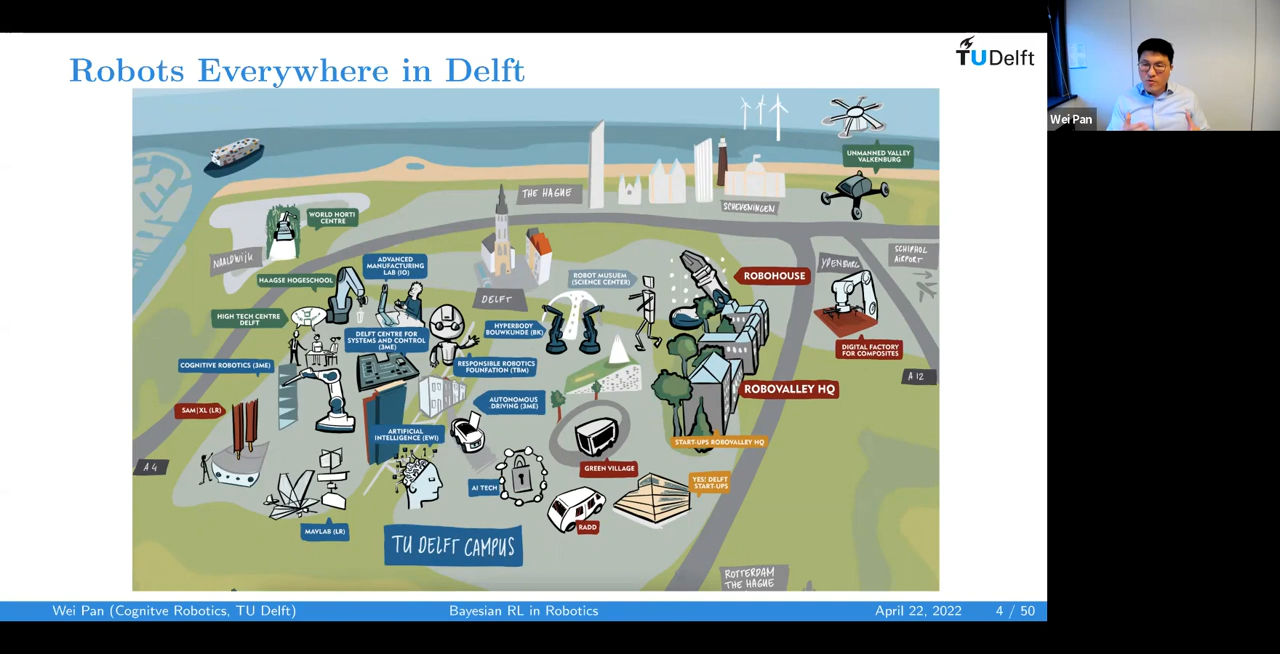 Robots Everywhere in Delft
TU Delft
Wei Pan
UNMANNED VALLEY
VALKENBURG
THE HAGUE
SCHEVENINGEN
WORLD HORTI
CENTRE
NAALDWIJK
ADVANCED
MANUFACTURING
LAB (IO)
HAAGSE HOGESCHOOL
DELFT
ROBOT MUSUEM
(SCIENCE CENTER)
ROBOHOUSE
YPENBURG
SCHIPHOL
AIRPORT
HIGH TECH CENTRE
DELFT
DELFT CENTRE FOR
SYSTEMS AND CONTROL
(3ME)
HYPERBODY
BOUWKUNDE (BK)
DIGITAL FACTORY
FOR COMPOSITES
COGNITIVE ROBOTICS (3ME)
RESPONSIBLE ROBOTICS
FOUNFATION (TBM)
A 12
ROBOVALLEY HQ
SAM|XL (LR)
AUTONOMOUS
DRIVING (3ME)
ARTIFICIAL
INTELLIGENCE (EWI)
START-UPS ROBOVALLEY HQ
A 4
GREEN VILLAGE
AI TECH
YES! DELFT
START-UPS
MAVLAB (LR)
RADD
TU DELFT CAMPUS
ROTTERDAM
THE HAGUE
Wei Pan (Cognitve Robotics, TU Delft)
Bayesian RL in Robotics
April 22, 2022
4 / 50